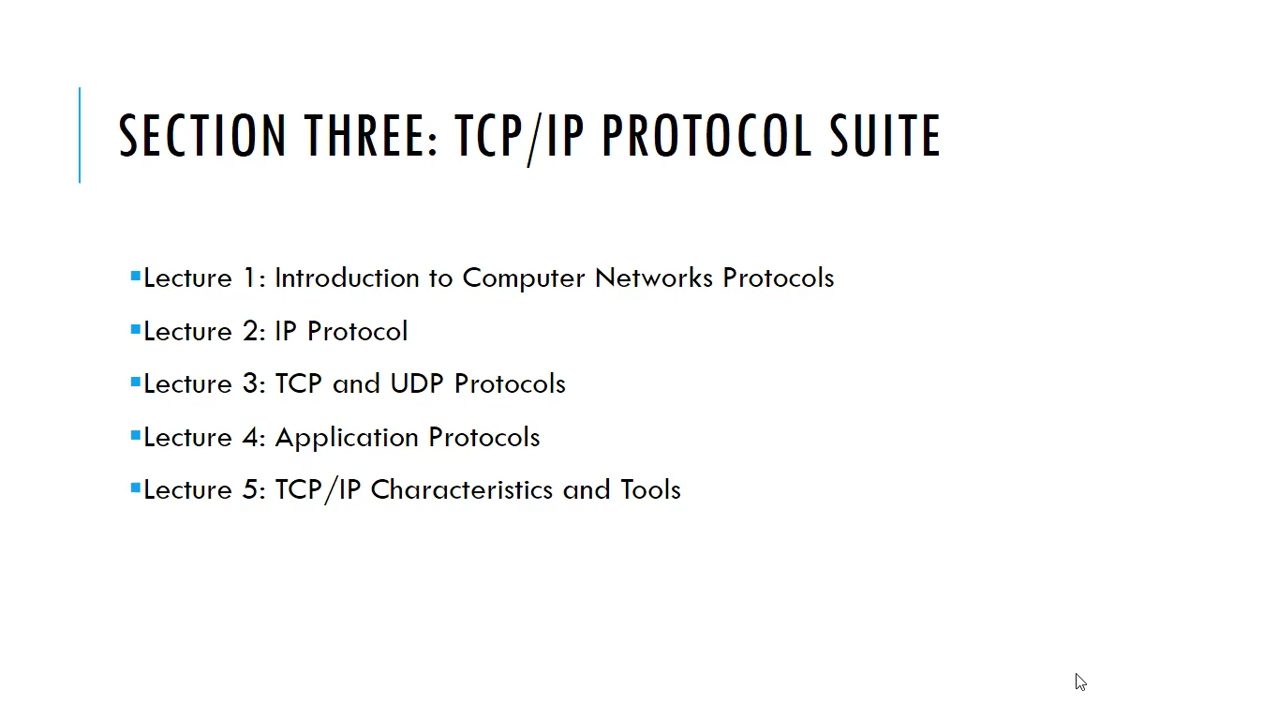 SECTION THREE: TCP/IP PROTOCOL SUITE
Lecture 1: Introduction to Computer Networks Protocols
Lecture 2: IP Protocol
Lecture 3: TCP and UDP Protocols
Lecture 4: Application Protocols
Lecture 5: TCP/IP Characteristics and Tools